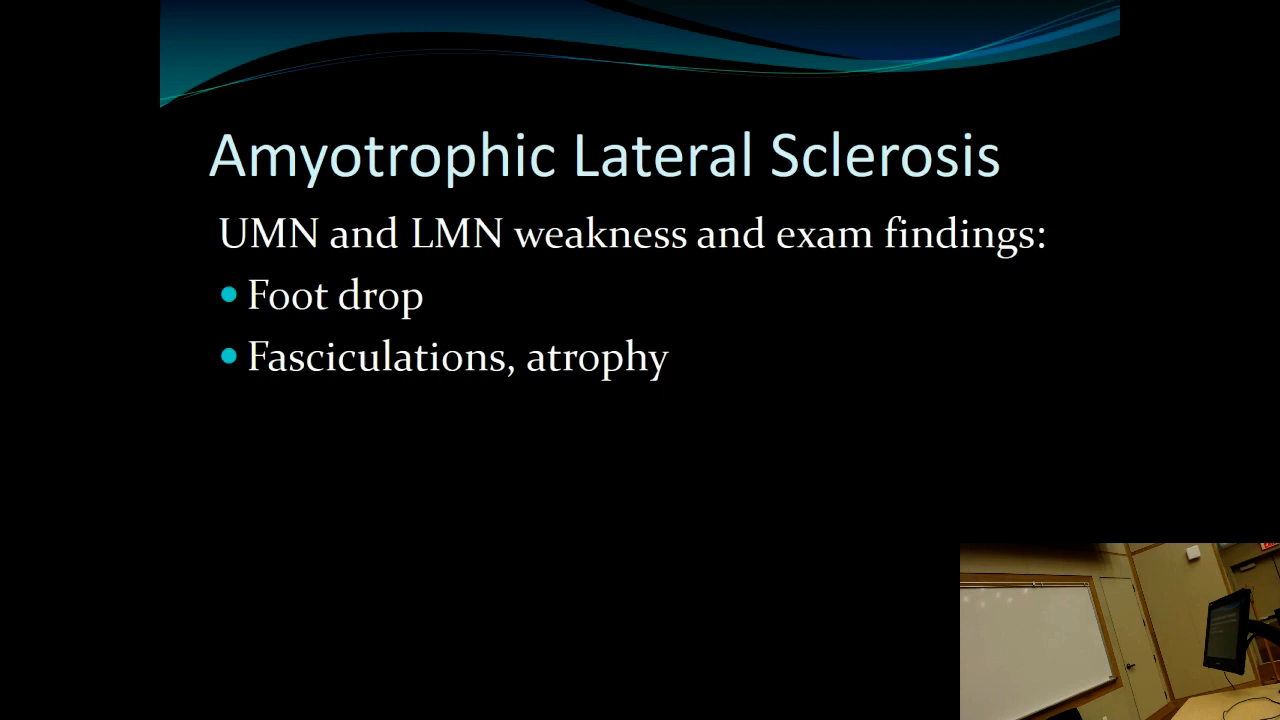 Amyotrophic Lateral Sclerosis
UMN and LMN weakness and exam findings:
Foot drop
Fasciculations, atrophy